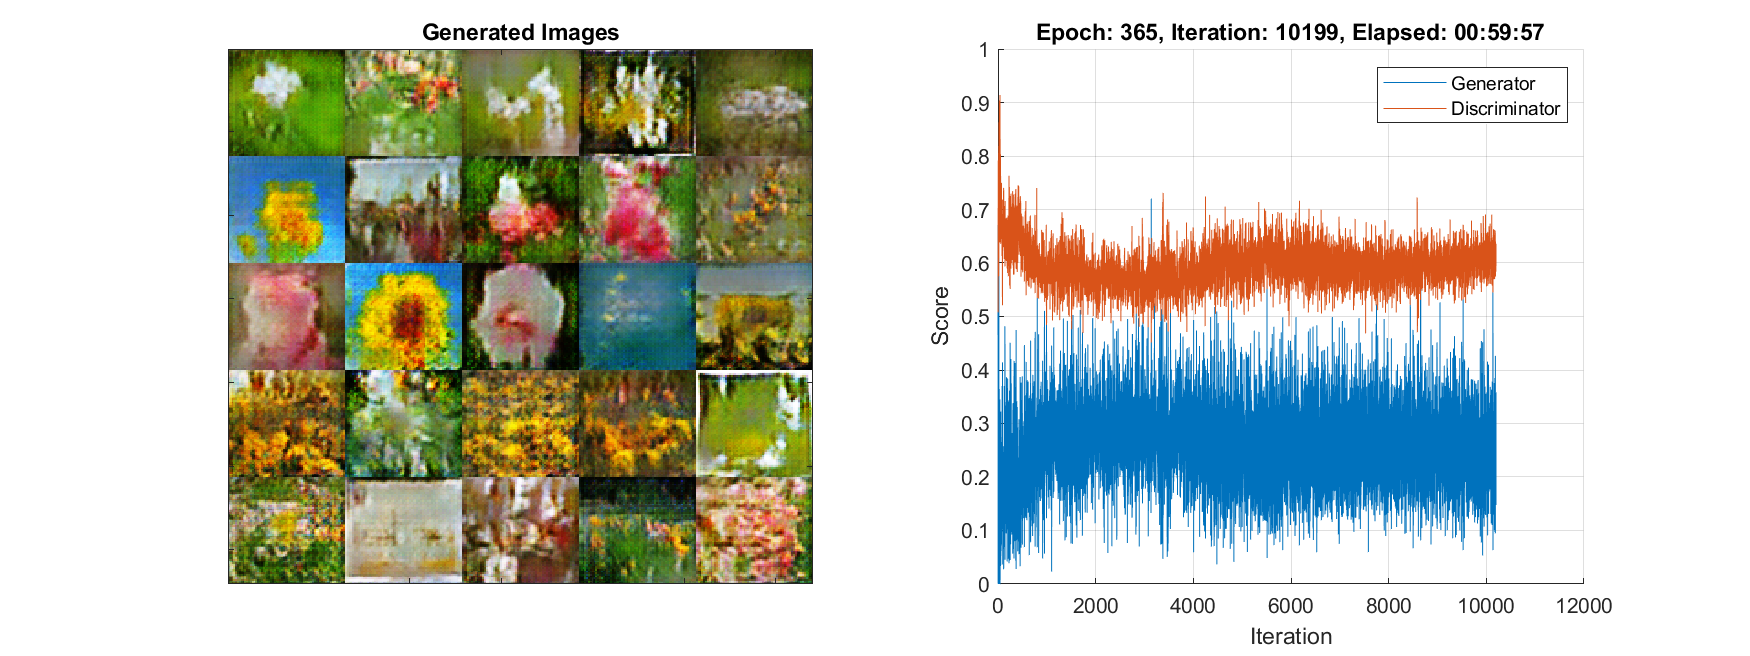 Generated Images
Epoch: 365, Iteration: 10199, Elapsed: 00:59:57
Generator
Discriminator
1
0.9
0.8
0.7
0.6
0.5
0.4
0.3
0.2
0.1
0
Score
0 2000 4000 6000 8000 10000 12000
Iteration